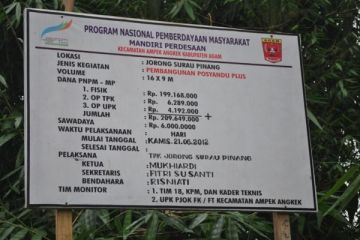 PROGRAM NASIONAL PEMBERDAYAAN MASYARAKAT
MANDIRI PERDESAAN
KECAMATAN AMPEK ANGKEK KABUPATEN AGAM
LOKASI : JORONG SURAU PINANG
JENIS KEGIATAN : PEMBANGUNAN POSYANDU PLUS
VOLUME : 16 X 9 M
DANA PNPM - MP
1. FISIK : Rp. 199.168.000
2. OP TPK : Rp. 6.289.000
3. OP UPK : Rp. 4.192.000 +
JUMLAH : Rp. 209.649.000
SAWADAYA : Rp. 6.000.0000
WAKTU PELAKSANAAN : HARI
MULAI TANGGAL : KAMIS. 21.06.2012
SELESAI TANGGAL :
PELAKSANA : TPK JORONG SURAU PINANG
KETUA : MUKHIARDI
SEKRETARIS : FITRI SUSANTI
BENDAHARA : RISNIATI
TIM MONITOR : 1. TIM 18, KPM, DAN KADER TEKNIS
2. UPK PJOK FK / FT KECAMATAN AMPEK ANGKEK